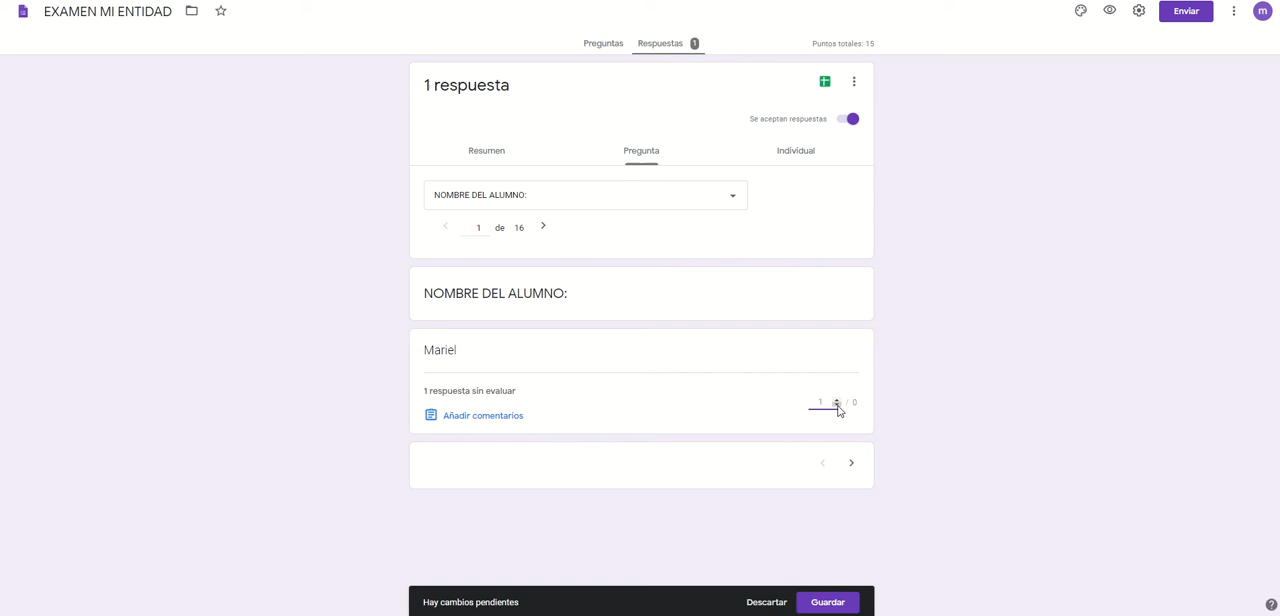 EXAMEN MI ENTIDAD
Enviar
m
Preguntas
Respuestas 1
Puntos totales: 15
1 respuesta
Se aceptan respuestas
Resumen
Pregunta
Individual
NOMBRE DEL ALUMNO:
1 de 16
NOMBRE DEL ALUMNO:
Mariel
1 respuesta sin evaluar
1 / 0
Añadir comentarios
Hay cambios pendientes
Descartar
Guardar